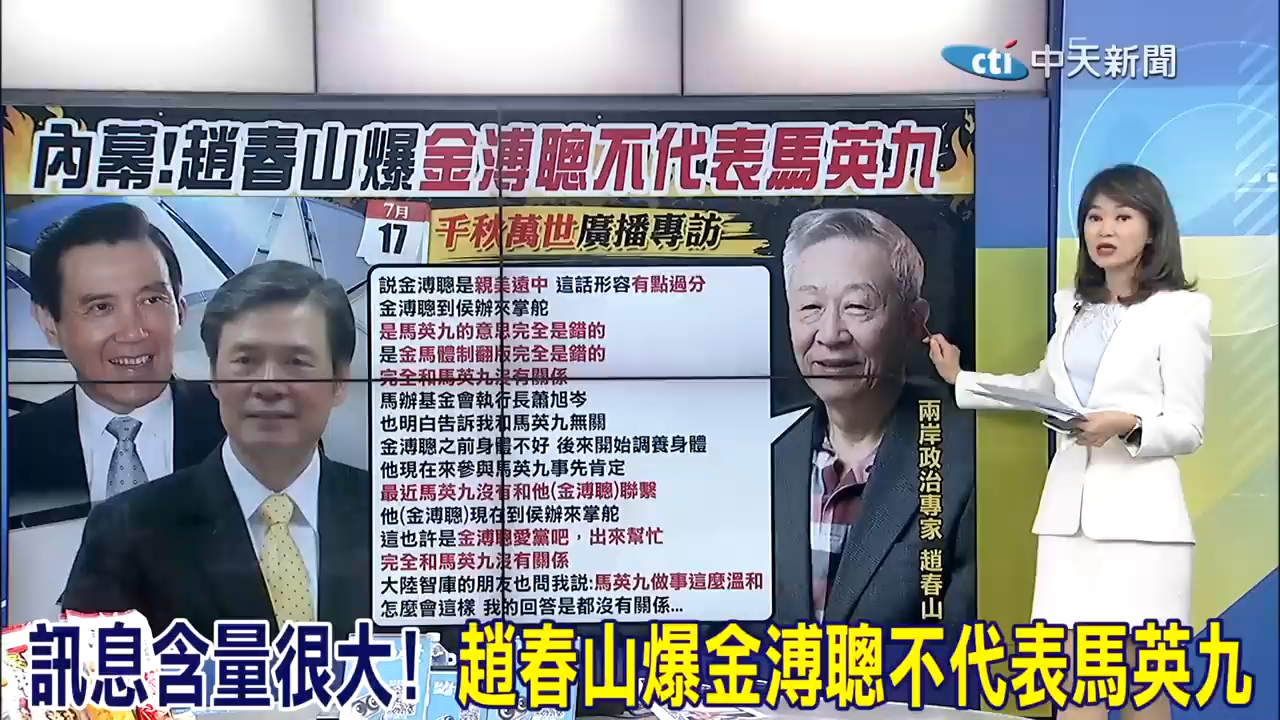 cti 中天新聞
內幕!趙春山爆金溥聰不代表馬英九
7月
17
千秋萬世廣播專訪
説金溥聰是親美遠中 這話形容有點過分
金溥聰到侯辦來掌舵
是馬英九的意思完全是錯的
是金馬體制翻版完全是錯的
完全和馬英九沒有關係
馬辦基金會執行長蕭旭岑
也明白告訴我和馬英九無關
金溥聰之前身體不好 後來開始調養身體
他現在來參與馬英九事先肯定
最近馬英九沒有和他(金溥聰)聯繫
他(金溥聰)現在到侯辦來掌舵
這也許是金溥聰愛黨吧，出來幫忙
完全和馬英九沒有關係
大陸智庫的朋友也問我説:馬英九做事這麼溫和
怎麼會這樣 我的回答是都沒有關係...
兩岸政治專家 趙春山
訊息含量很大! 趙春山爆金溥聰不代表馬英九